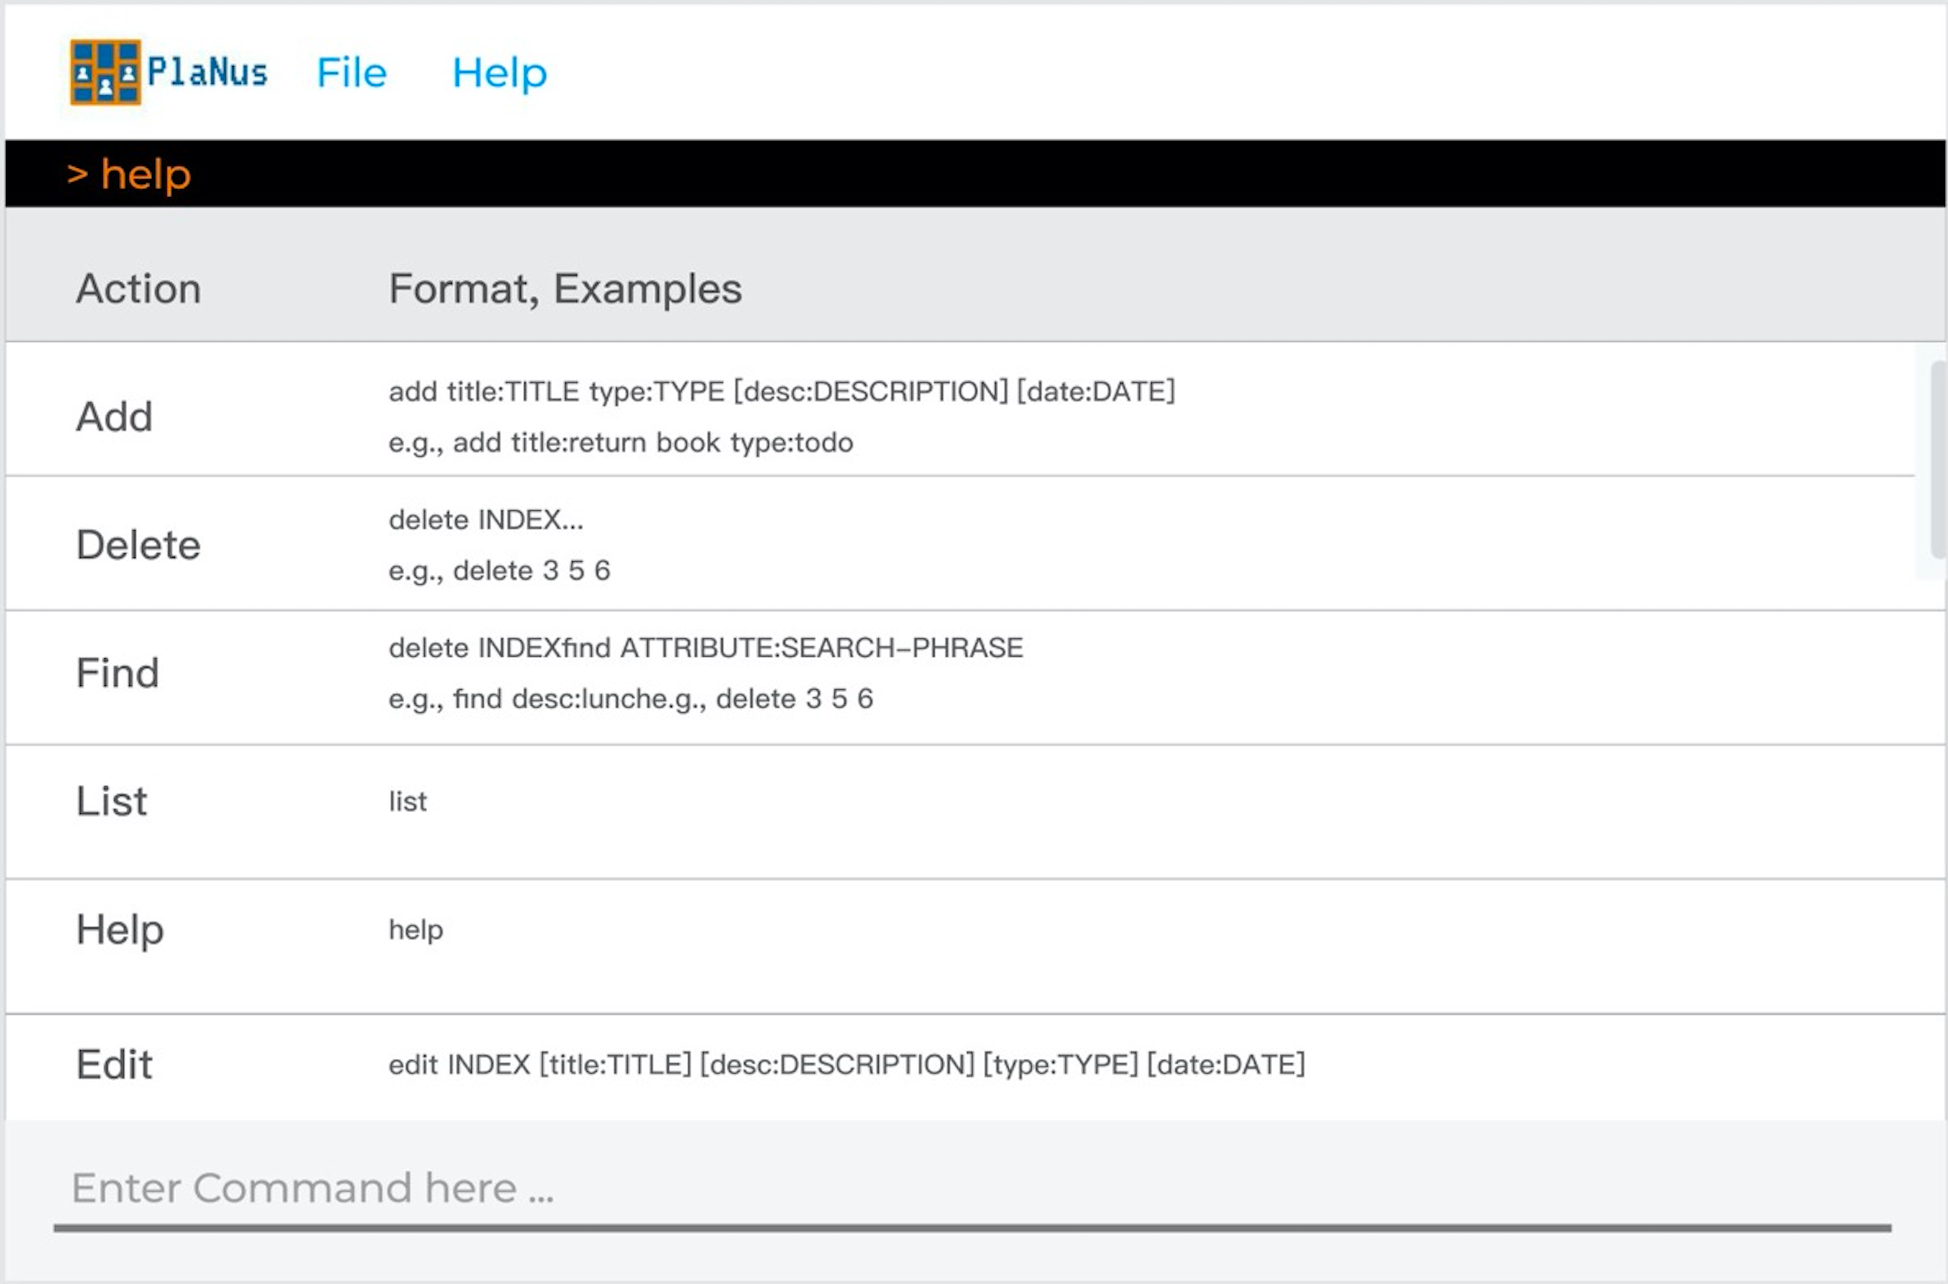 PlaNus File Help
> help
Action Format, Examples
Add
add title:TITLE type:TYPE [desc:DESCRIPTION] [date:DATE]
e.g., add title:return book type:todo
Delete
delete INDEX...
e.g., delete 3 5 6
Find
delete INDEXfind ATTRIBUTE:SEARCH-PHRASE
e.g., find desc:lunche.g., delete 3 5 6
List list
Help help
Edit edit INDEX [title:TITLE] [desc:DESCRIPTION] [type:TYPE] [date:DATE]
Enter Command here ...